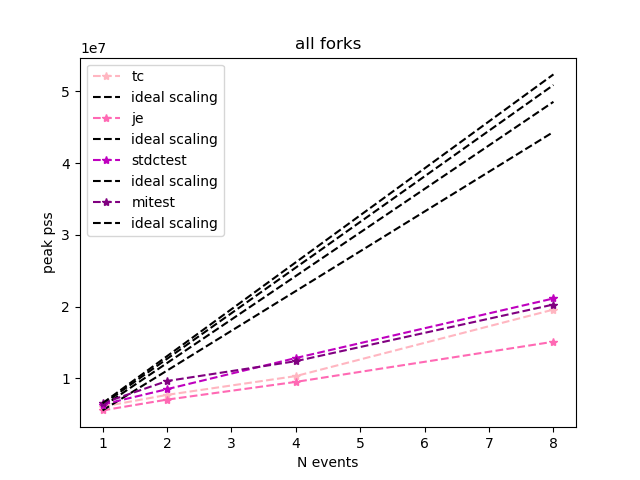 all forks
1e7
tc
ideal scaling
je
ideal scaling
stdctest
ideal scaling
mitest
ideal scaling
5
4
3
2
1
peak pss
1 2 3 4 5 6 7 8
N events